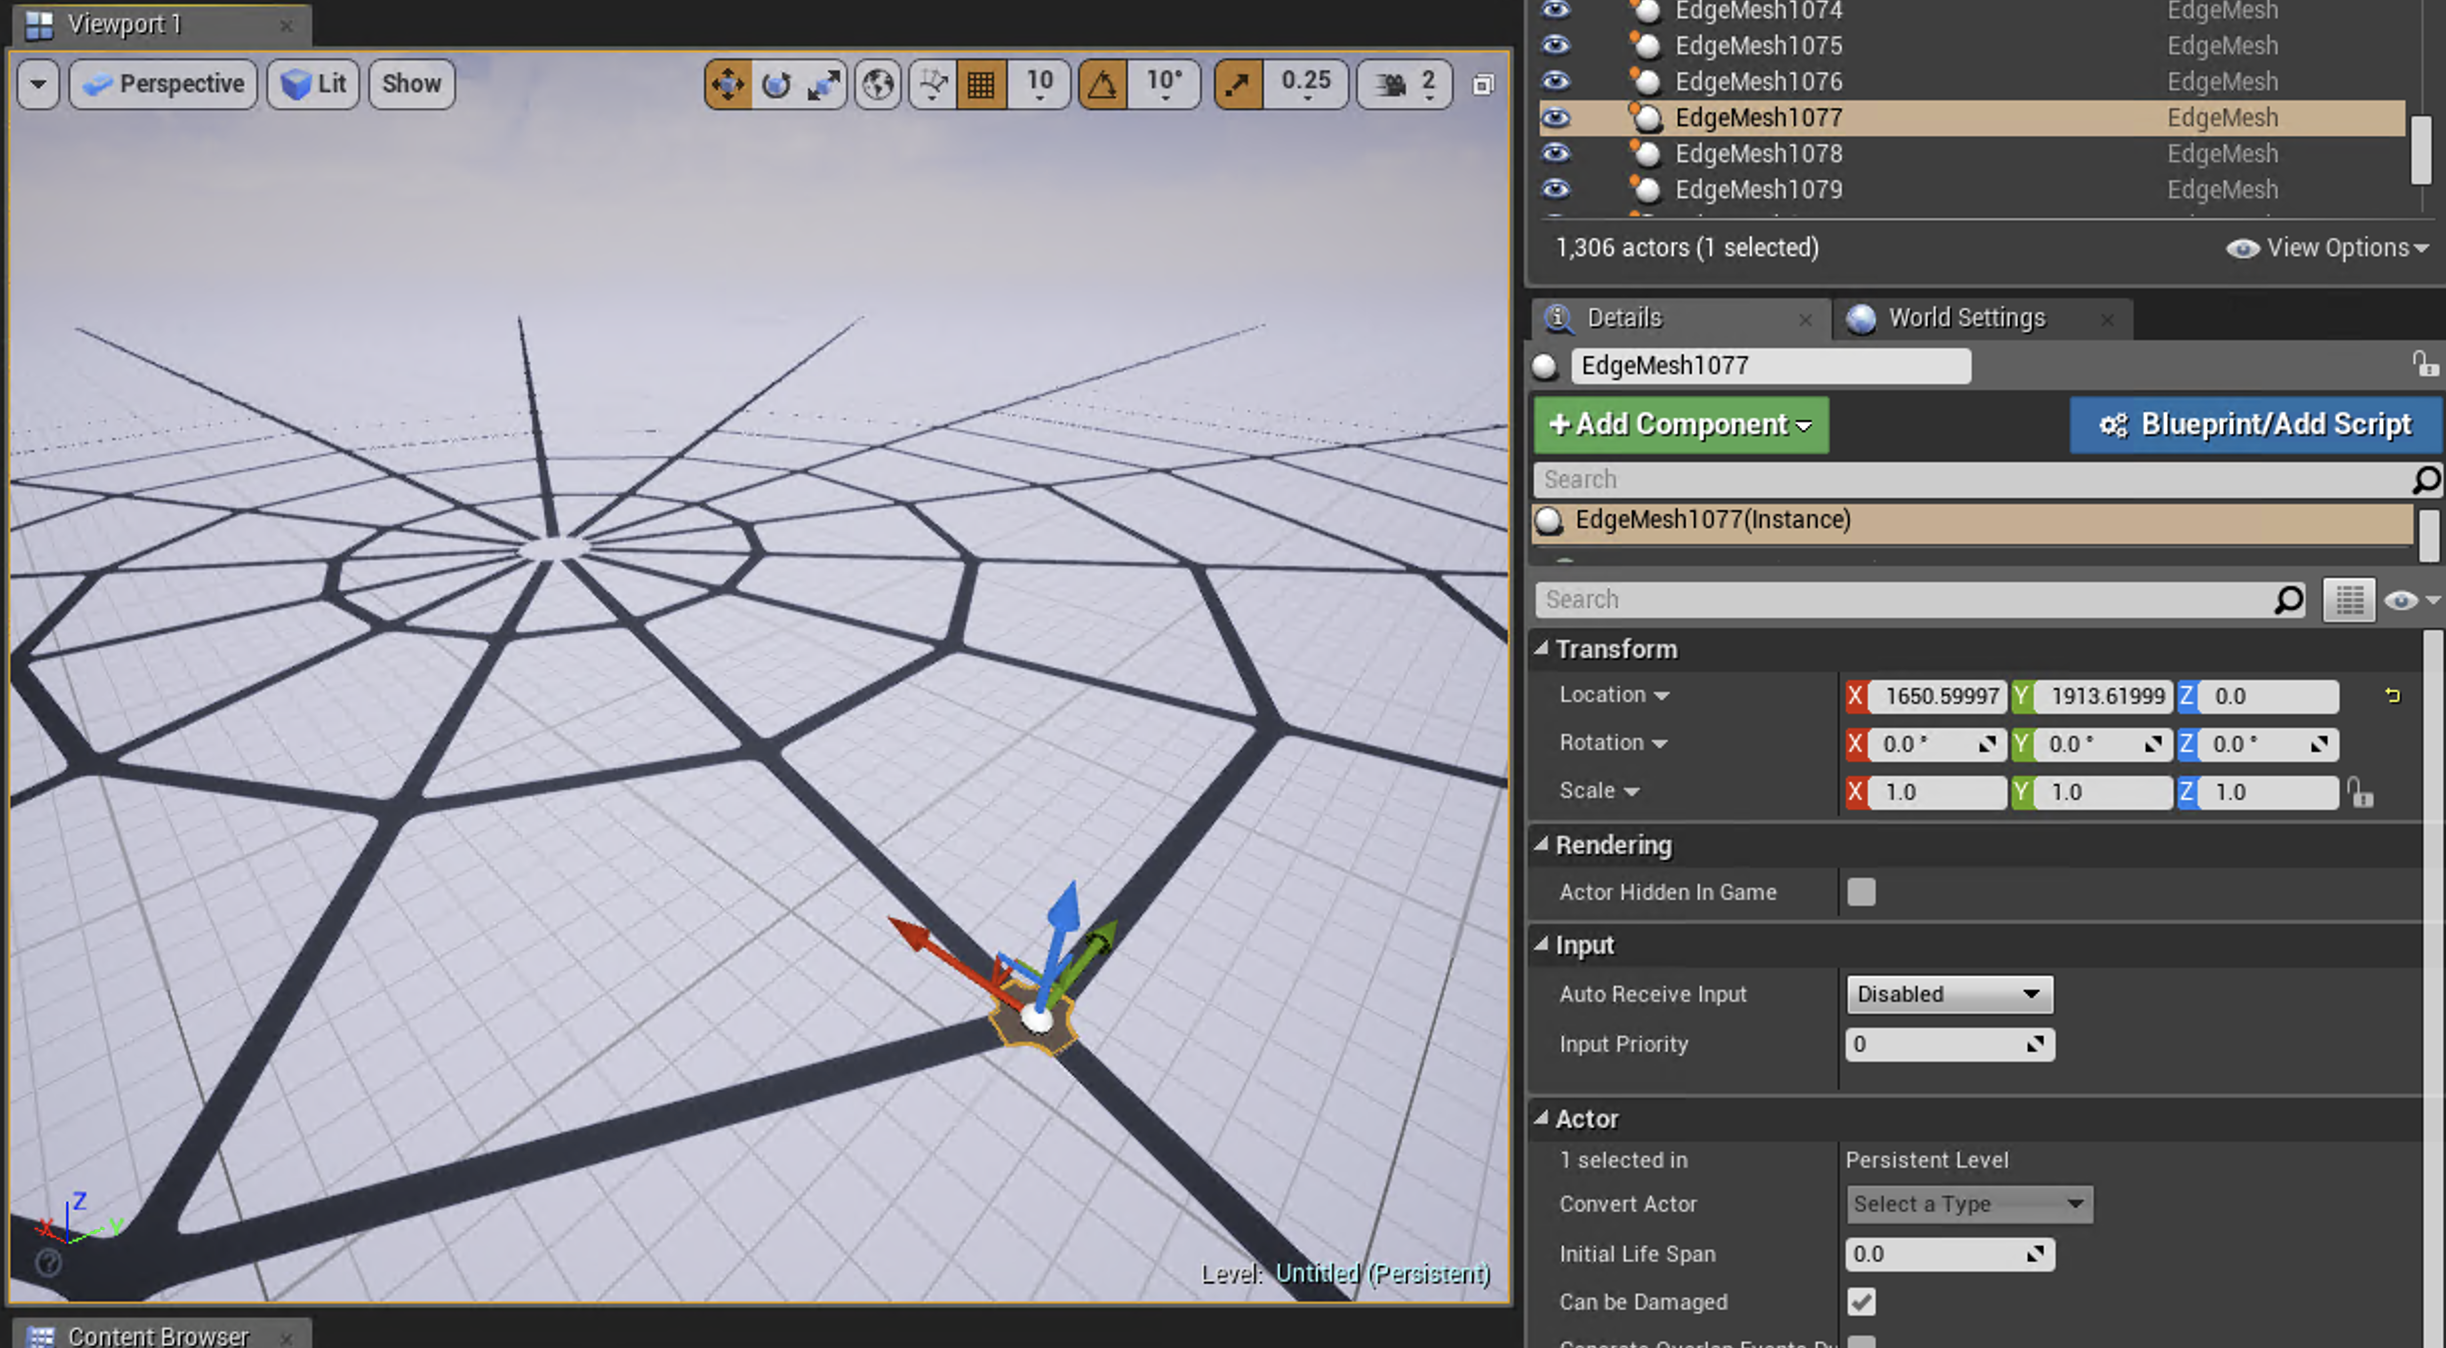 Viewport 1
Perspective
Lit
Show
10
10°
0.25
2
X
Z
Y
Level: Untitled (Persistent)
Content Browser
EdgeMesh1074 EdgeMesh
EdgeMesh1075 EdgeMesh
EdgeMesh1076 EdgeMesh
EdgeMesh1077 EdgeMesh
EdgeMesh1078 EdgeMesh
EdgeMesh1079 EdgeMesh
1,306 actors (1 selected)
View Options
Details
World Settings
EdgeMesh1077
+Add Component
Blueprint/Add Script
Search
EdgeMesh1077(Instance)
Search
Transform
Location X 1650.59997 Y 1913.61999 Z 0.0
Rotation X 0.0 ° Y 0.0 ° Z 0.0 °
Scale X 1.0 Y 1.0 Z 1.0
Rendering
Actor Hidden In Game
Input
Auto Receive Input Disabled
Input Priority 0
Actor
1 selected in Persistent Level
Convert Actor Select a Type
Initial Life Span 0.0
Can be Damaged